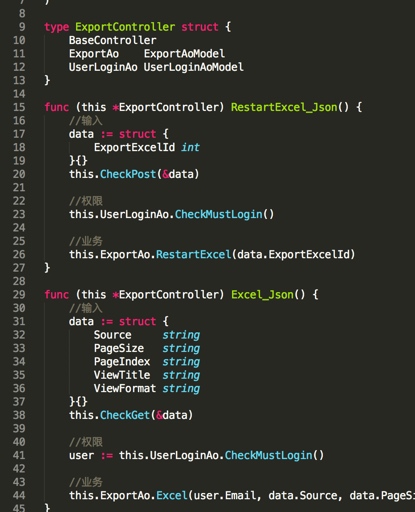 7 )
8
9 type ExportController struct {
10 BaseController
11 ExportAo ExportAoModel
12 UserLoginAo UserLoginAoModel
13 }
14
15 func (this *ExportController) RestartExcel_Json() {
16 //输入
17 data := struct {
18 ExportExcelId int
19 }{}
20 this.CheckPost(&data)
21
22 //权限
23 this.UserLoginAo.CheckMustLogin()
24
25 //业务
26 this.ExportAo.RestartExcel(data.ExportExcelId)
27 }
28
29 func (this *ExportController) Excel_Json() {
30 //输入
31 data := struct {
32 Source string
33 PageSize string
34 PageIndex string
35 ViewTitle string
36 ViewFormat string
37 }{}
38 this.CheckGet(&data)
39
40 //权限
41 user := this.UserLoginAo.CheckMustLogin()
42
43 //业务
44 this.ExportAo.Excel(user.Email, data.Source, data.PageSi
45 }